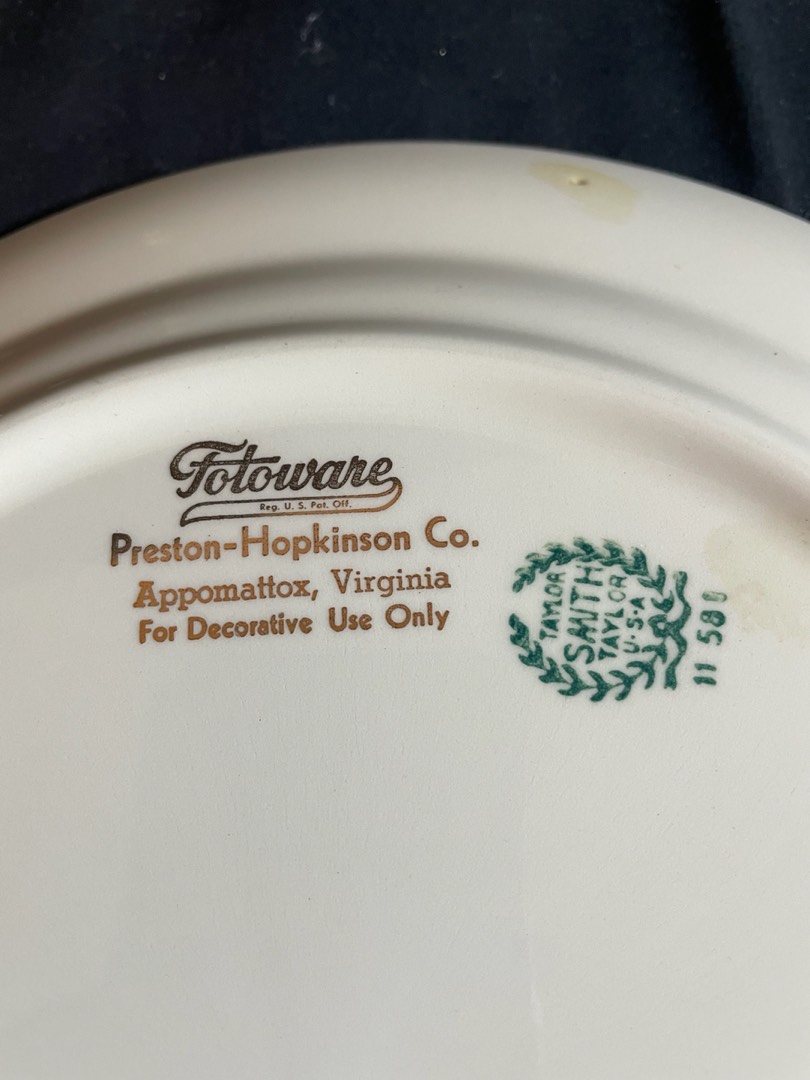 Fotoware
Reg. U. S. Pat. Off.
Preston-Hopkinson Co.
Appomattox, Virginia
For Decorative Use Only
TAYLOR
SMITH
TAYLOR
U·S·A
11 58